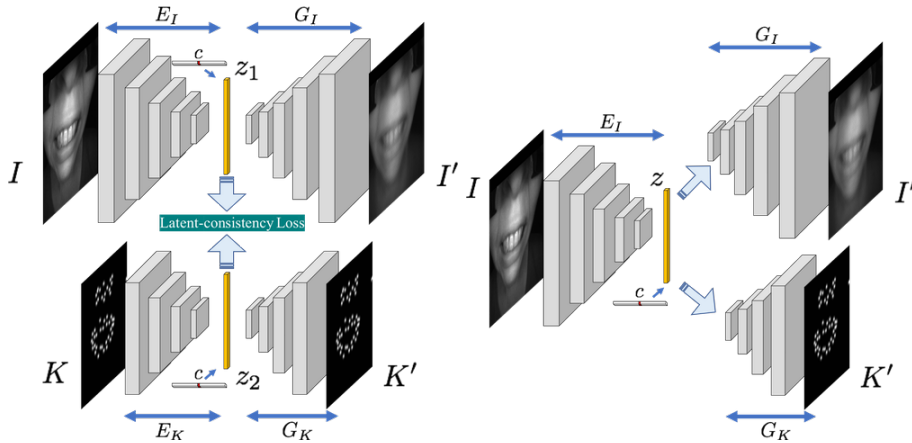 E_I
G_I
c
z_1
I
I'
Latent-consistency Loss
K
c
z_2
K'
E_K
G_K
G_I
E_I
I
z
I'
c
K'
G_K